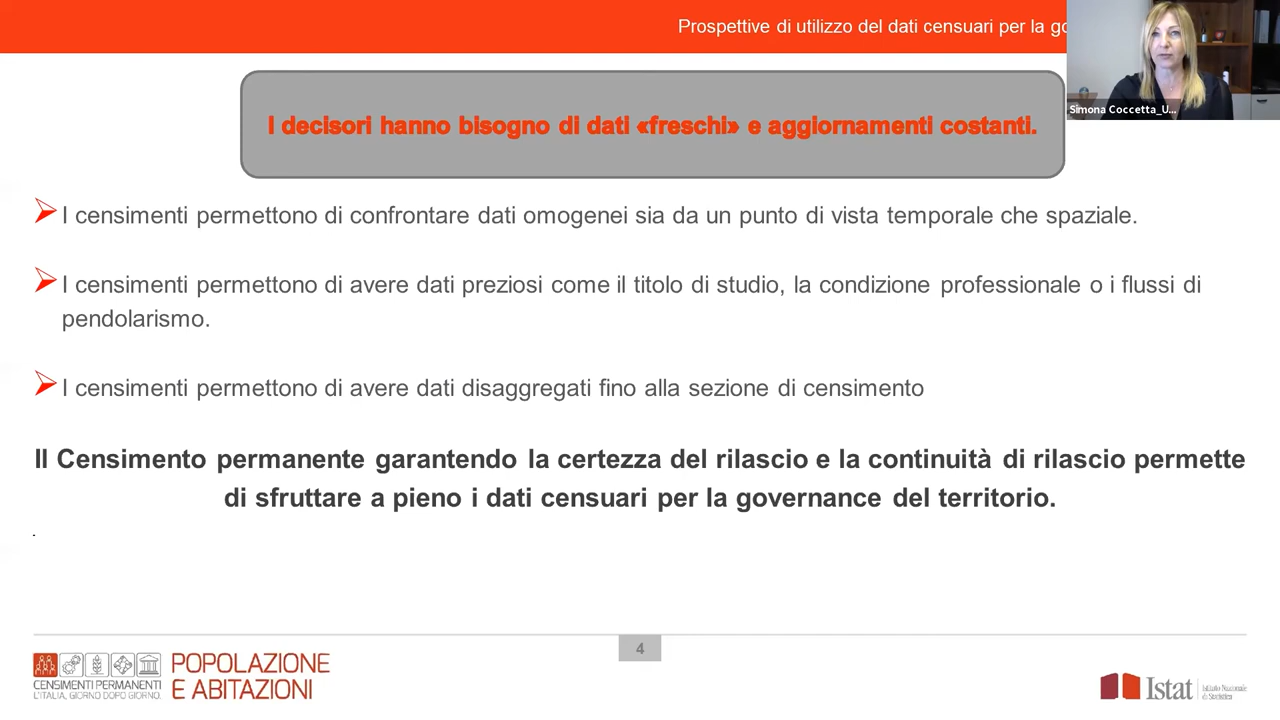 Prospettive di utilizzo del dati censuari per la go
Simona Coccetta_U...
I decisori hanno bisogno di dati «freschi» e aggiornamenti costanti.
I censimenti permettono di confrontare dati omogenei sia da un punto di vista temporale che spaziale.
I censimenti permettono di avere dati preziosi come il titolo di studio, la condizione professionale o i flussi di
pendolarismo.
I censimenti permettono di avere dati disaggregati fino alla sezione di censimento
Il Censimento permanente garantendo la certezza del rilascio e la continuità di rilascio permette
di sfruttare a pieno i dati censuari per la governance del territorio.
.
4
CENSIMENTI PERMANENTI
L'ITALIA, GIORNO DOPO GIORNO.
POPOLAZIONE
E ABITAZIONI
Istat
Istituto Nazionale
di Statistica